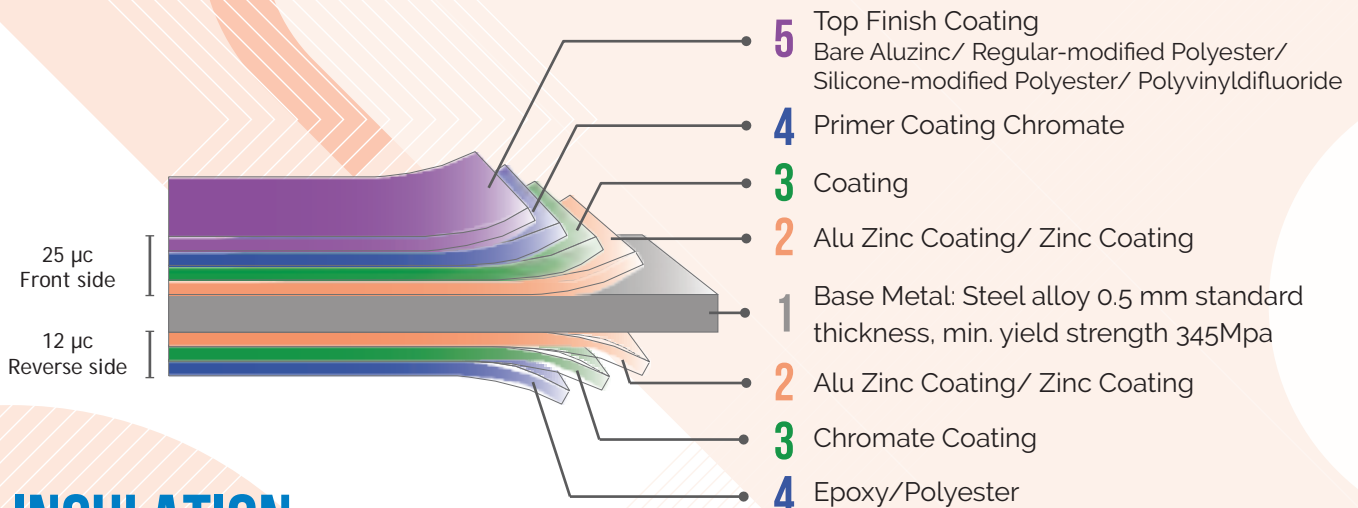 5
Top Finish Coating
Bare Aluzinc/ Regular-modified Polyester/
Silicone-modified Polyester/ Polyvinyldifluoride
4 Primer Coating Chromate
3 Coating
2 Alu Zinc Coating/ Zinc Coating
1
Base Metal: Steel alloy 0.5 mm standard
thickness, min. yield strength 345Mpa
2 Alu Zinc Coating/ Zinc Coating
3 Chromate Coating
4 Epoxy/Polyester
25 µc
Front side
12 µc
Reverse side
INSULATION